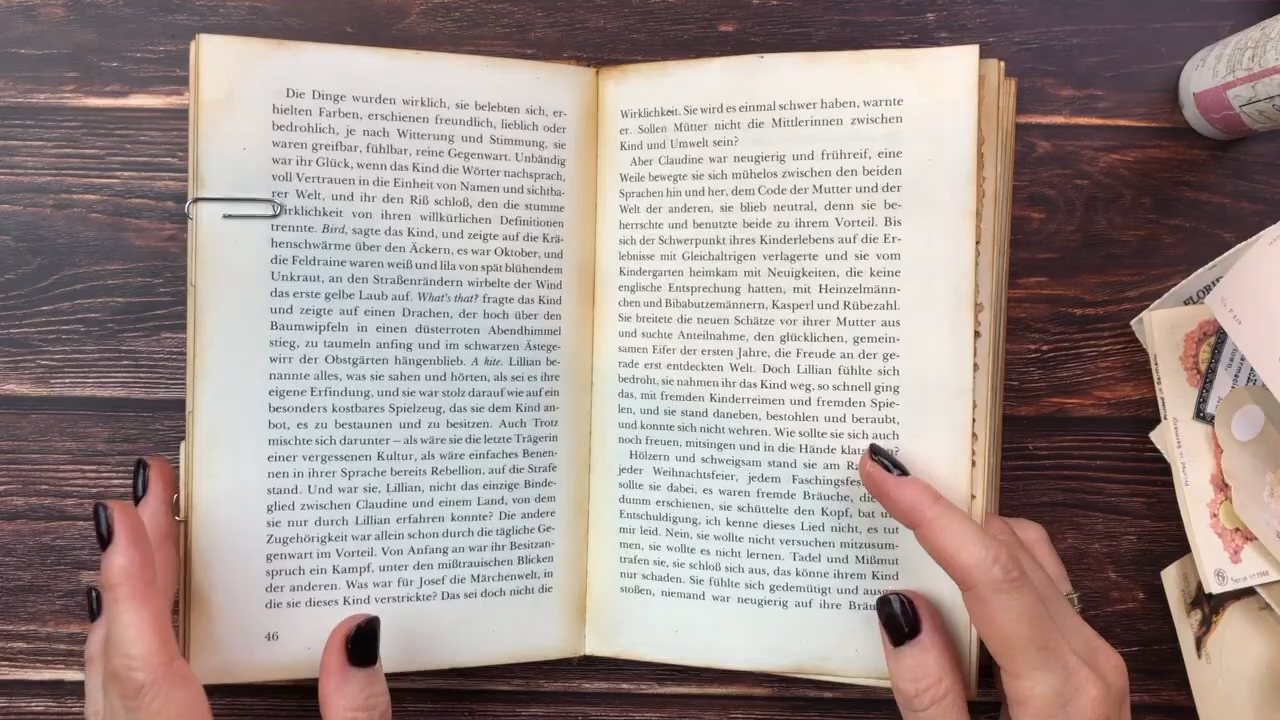 Die Dinge wurden wirklich, sie belebten sich, er-
hielten Farben, erschienen freundlich, lieblich oder
bedrohlich, je nach Witterung und Stimmung, sie
waren greifbar, fühlbar, reine Gegenwart. Unbändig
war ihr Glück, wenn das Kind die Wörter nachsprach,
voll Vertrauen in die Einheit von Namen und sichtba-
rer Welt, und ihr den Riß schloß, den die stumme
Wirklichkeit von ihren willkürlichen Definitionen
trennte. Bird, sagte das Kind, und zeigte auf die Krä-
henschwärme über den Äckern, es war Oktober, und
die Feldraine waren weiß und lila von spät blühendem
Unkraut, an den Straßenrändern wirbelte der Wind
das erste gelbe Laub auf. What's that? fragte das Kind
und zeigte auf einen Drachen, der hoch über den
Baumwipfeln in einen düsterroten Abendhimmel
stieg, zu taumeln anfing und im schwarzen Ästege-
wirr der Obstgärten hängenblieb. A kite. Lillian be-
nannte alles, was sie sahen und hörten, als sei es ihre
eigene Erfindung, und sie war stolz darauf wie auf ein
besonders kostbares Spielzeug, das sie dem Kind an-
bot, es zu bestaunen und zu besitzen. Auch Trotz
mischte sich darunter – als wäre sie die letzte Trägerin
einer vergessenen Kultur, als wäre einfaches Benen-
nen in ihrer Sprache bereits Rebellion, auf die Strafe
stand. Und war sie, Lillian, nicht das einzige Binde-
glied zwischen Claudine und einem Land, von dem
sie nur durch Lillian erfahren konnte? Die andere
Zugehörigkeit war allein schon durch die tägliche Ge-
genwart im Vorteil. Von Anfang an war ihr Besitzan-
spruch ein Kampf, unter den mißtrauischen Blicken
der anderen. Was war für Josef die Märchenwelt, in
die sie dieses Kind verstrickte? Das sei doch nicht die
46
Wirklichkeit. Sie wird es einmal schwer haben, warnte
er. Sollen Mütter nicht die Mittlerinnen zwischen
Kind und Umwelt sein?
Aber Claudine war neugierig und frühreif, eine
Weile bewegte sie sich mühelos zwischen den beiden
Sprachen hin und her, dem Code der Mutter und der
Welt der anderen, sie blieb neutral, denn sie be-
herrschte und benutzte beide zu ihrem Vorteil. Bis
sich der Schwerpunkt ihres Kinderlebens auf die Er-
lebnisse mit Gleichaltrigen verlagerte und sie vom
Kindergarten heimkam mit Neuigkeiten, die keine
englische Entsprechung hatten, mit Heinzelmänn-
chen und Bibabutzemännern, Kasperl und Rübezahl.
Sie breitete die neuen Schätze vor ihrer Mutter aus
und suchte Anteilnahme, den glücklichen, gemein-
samen Eifer der ersten Jahre, die Freude an der ge-
rade erst entdeckten Welt. Doch Lillian fühlte sich
bedroht, sie nahmen ihr das Kind weg, so schnell ging
das, mit fremden Kinderreimen und fremden Spie-
len, und sie stand daneben, bestohlen und beraubt,
und konnte sich nicht wehren. Wie sollte sie sich auch
noch freuen, mitsingen und in die Hände
Hölzern und schweigsam stand sie am
jeder Weihnachtsfeier, jedem
sollte sie dabei, es waren fremde Bräuche,
dumm erschienen, sie schüttelte den Kopf, bat
Entschuldigung, ich kenne dieses Lied nicht, es tut
mir leid. Nein, sie wollte nicht versuchen mitzusum-
men, sie wollte es nicht lernen. Tadel und Mißmut
trafen sie, sie schloß sich aus, das könne ihrem Kind
nur schaden. Sie fühlte sich gedemütigt und
stoßen, niemand war neugierig auf ihre
FLORID
Printed in Germany
Serie